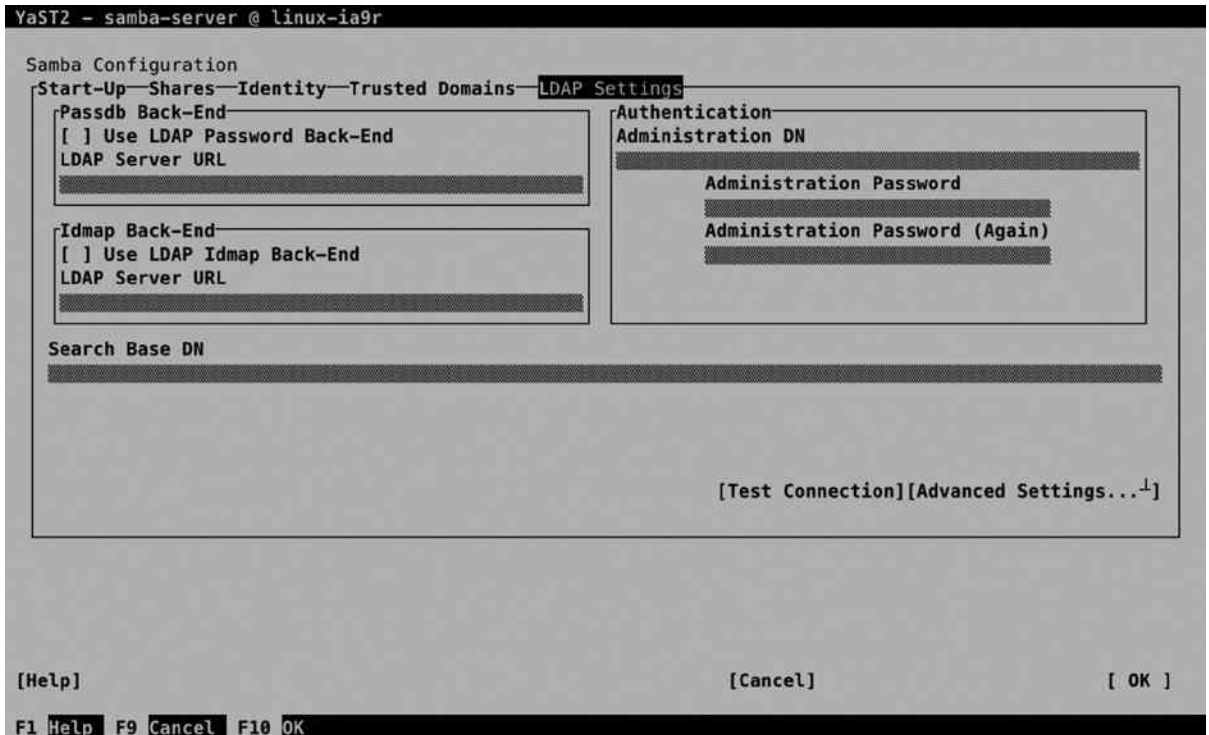 YaST2 - samba-server @ linux-ia9r
Samba Configuration
Start-Up Shares Identity Trusted Domains LDAP Settings
Passdb Back-End
[ ] Use LDAP Password Back-End
LDAP Server URL
Idmap Back-End
[ ] Use LDAP Idmap Back-End
LDAP Server URL
Authentication
Administration DN
Administration Password
Administration Password (Again)
Search Base DN
[Test Connection][Advanced Settings...┴]
[Help] [Cancel] [ OK ]
F1 Help F9 Cancel F10 OK